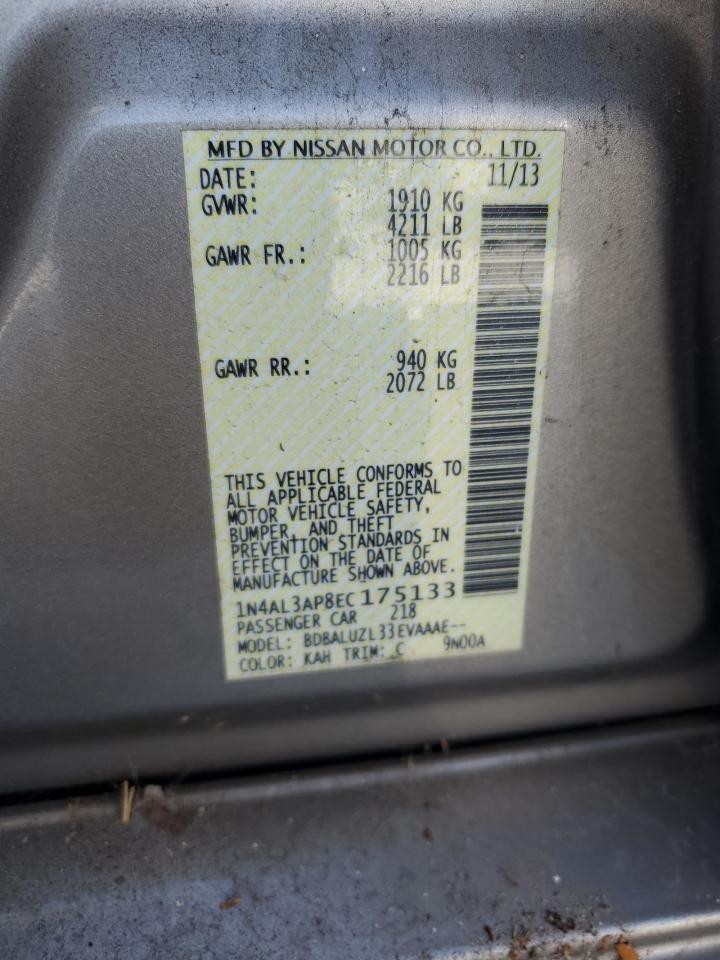 MFD BY NISSAN MOTOR CO., LTD.
DATE: 11/13
GVWR: 1910 KG
4211 LB
GAWR FR.: 1005 KG
2216 LB
GAWR RR.: 940 KG
2072 LB
THIS VEHICLE CONFORMS TO
ALL APPLICABLE FEDERAL
MOTOR VEHICLE SAFETY,
BUMPER, AND THEFT
PREVENTION STANDARDS IN
EFFECT ON THE DATE OF
MANUFACTURE SHOWN ABOVE.
1N4AL3AP8EC175133
PASSENGER CAR 218
MODEL: BDBALUZL33EVAAAE--
COLOR: KAH TRIM: C 9N00A